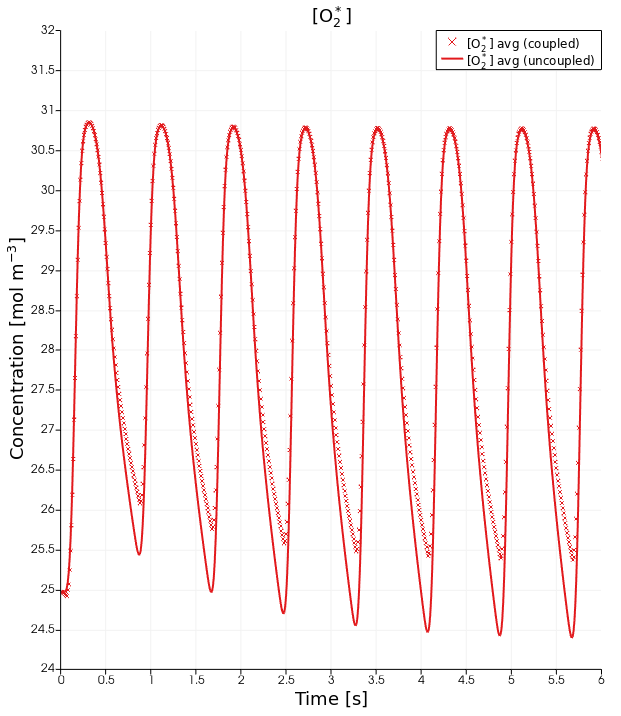 [O₂*]
[O₂*] avg (coupled)
[O₂*] avg (uncoupled)
Concentration [mol m⁻³]
32
31.5
31
30.5
30
29.5
29
28.5
28
27.5
27
26.5
26
25.5
25
24.5
24
0 0.5 1 1.5 2 2.5 3 3.5 4 4.5 5 5.5 6
Time [s]